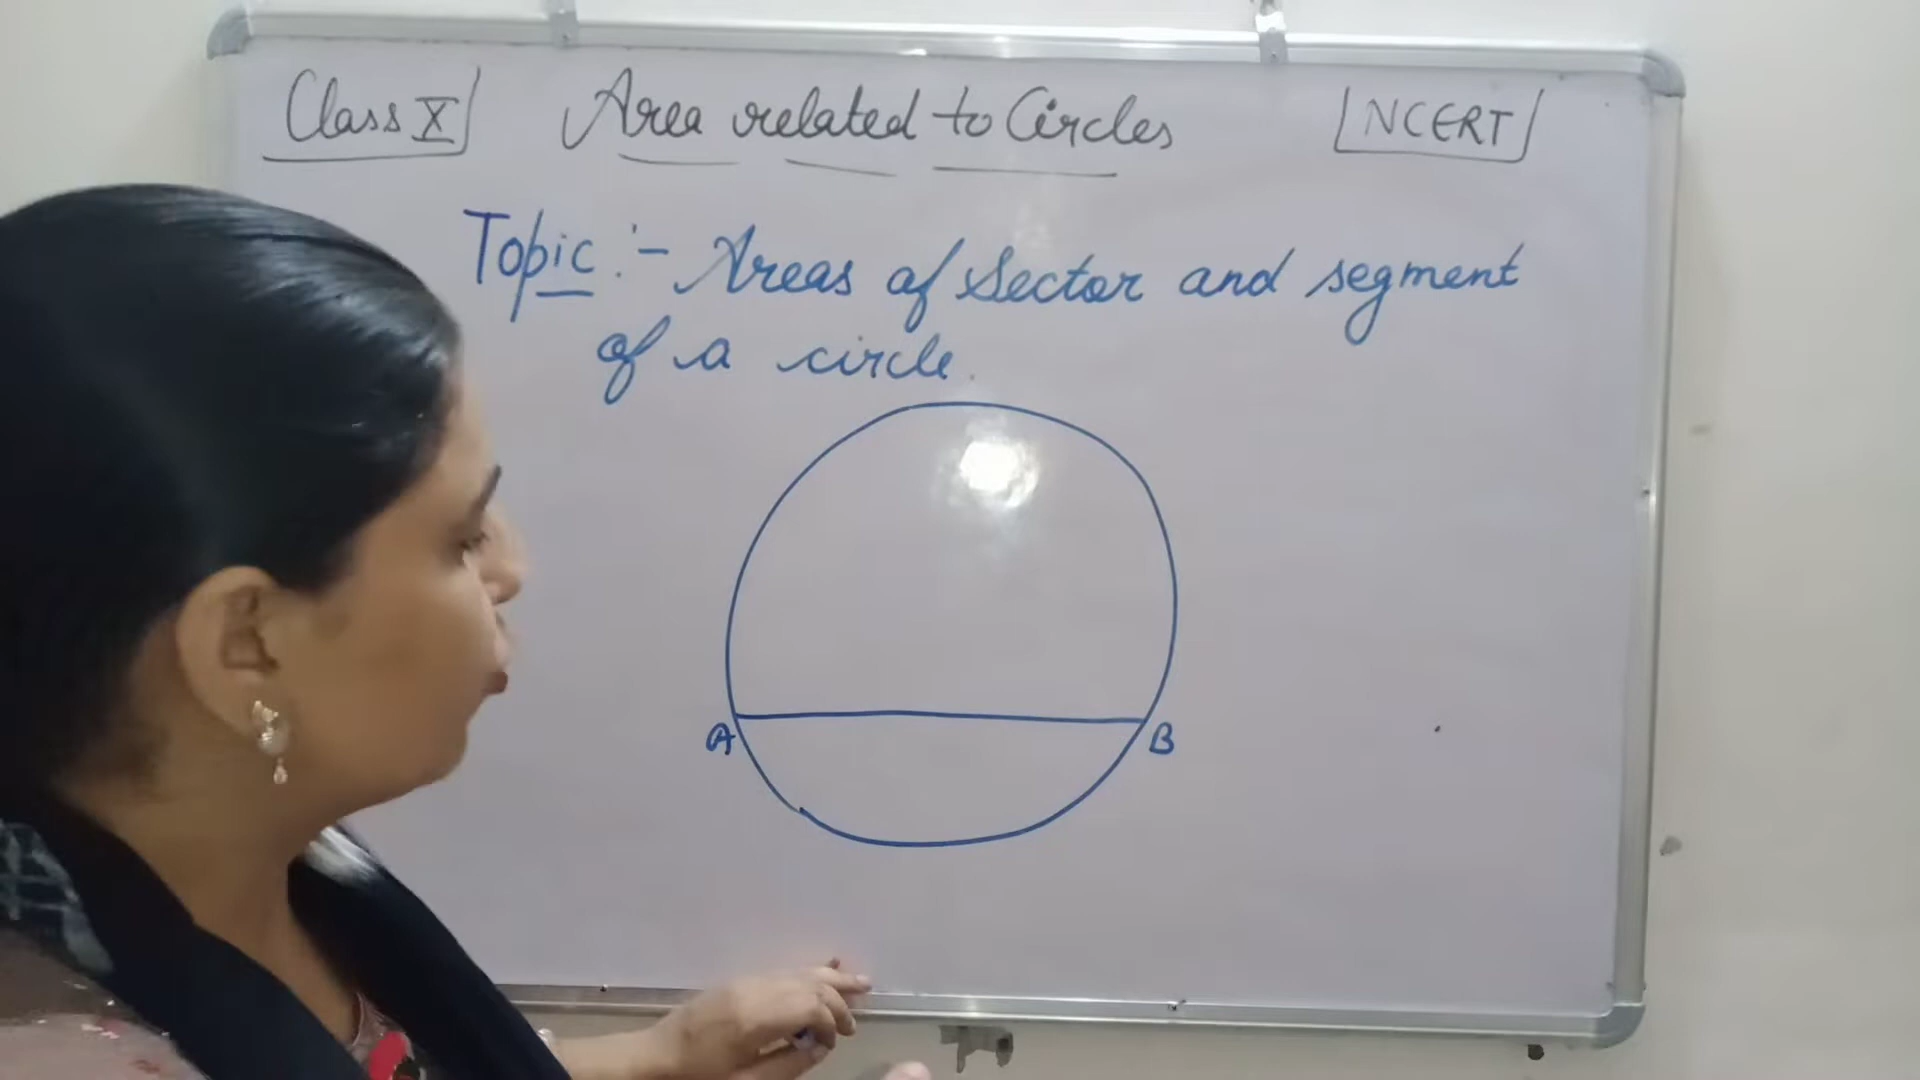 Class X Area related to Circles NCERT
Topic :- Areas of Sector and segment
of a circle.
A B